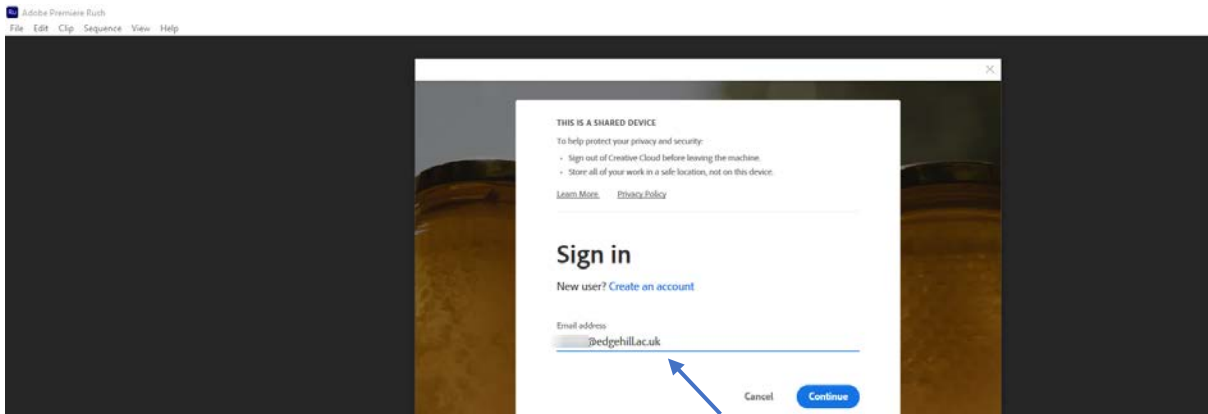 Ru Adobe Premiere Rush
File Edit Clip Sequence View Help
THIS IS A SHARED DEVICE
To help protect your privacy and security:
• Sign out of Creative Cloud before leaving the machine.
• Store all of your work in a safe location, not on this device.
Learn More. Privacy Policy
Sign in
New user? Create an account
Email address
@edgehill.ac.uk
Cancel Continue